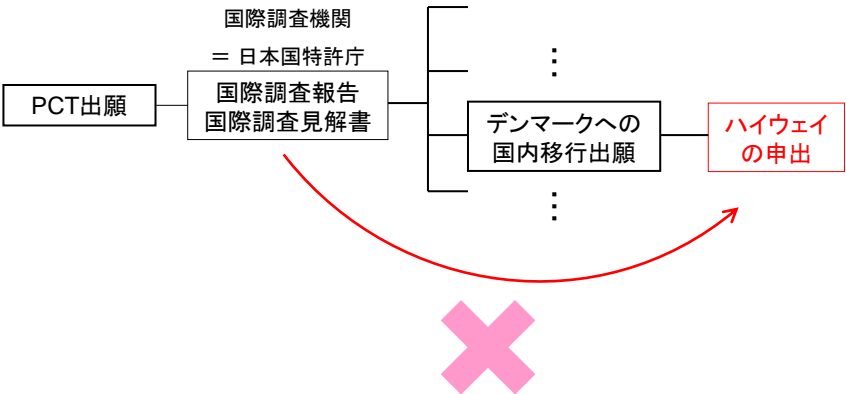 国際調査機関
＝ 日本国特許庁
PCT出願
国際調査報告
国際調査見解書
デンマークへの
国内移行出願
ハイウェイ
の申出